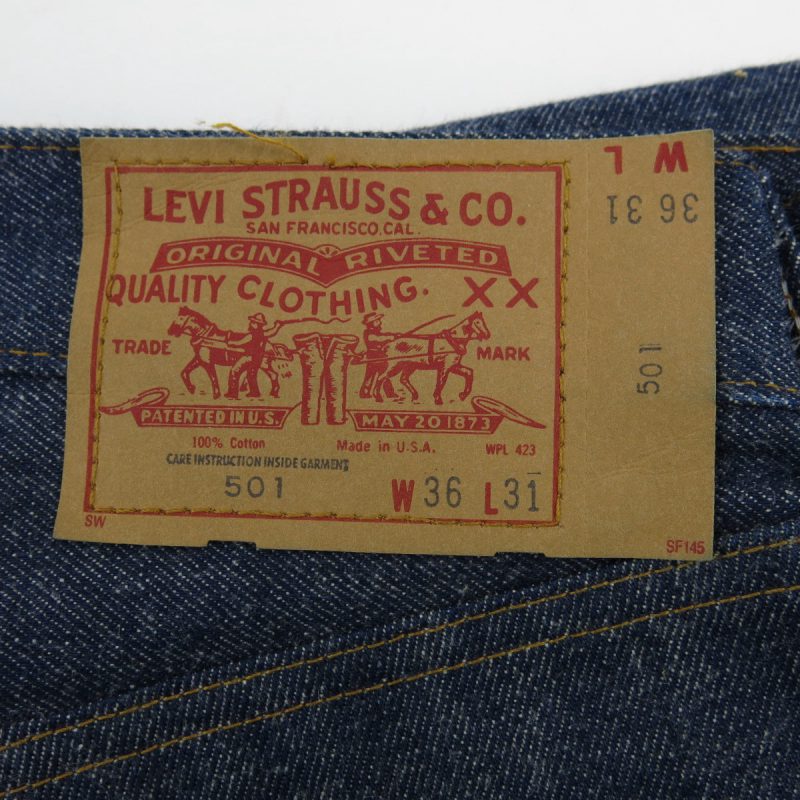 LEVI STRAUSS & CO.
SAN FRANCISCO, CAL.
ORIGINAL RIVETED
QUALITY CLOTHING. XX
TRADE MARK
PATENTED IN U.S. MAY 20 1873
100% Cotton Made in U.S.A. WPL 423
CARE INSTRUCTION INSIDE GARMENT
501 W 36 L 31
SW SF145
W L
36 31
501